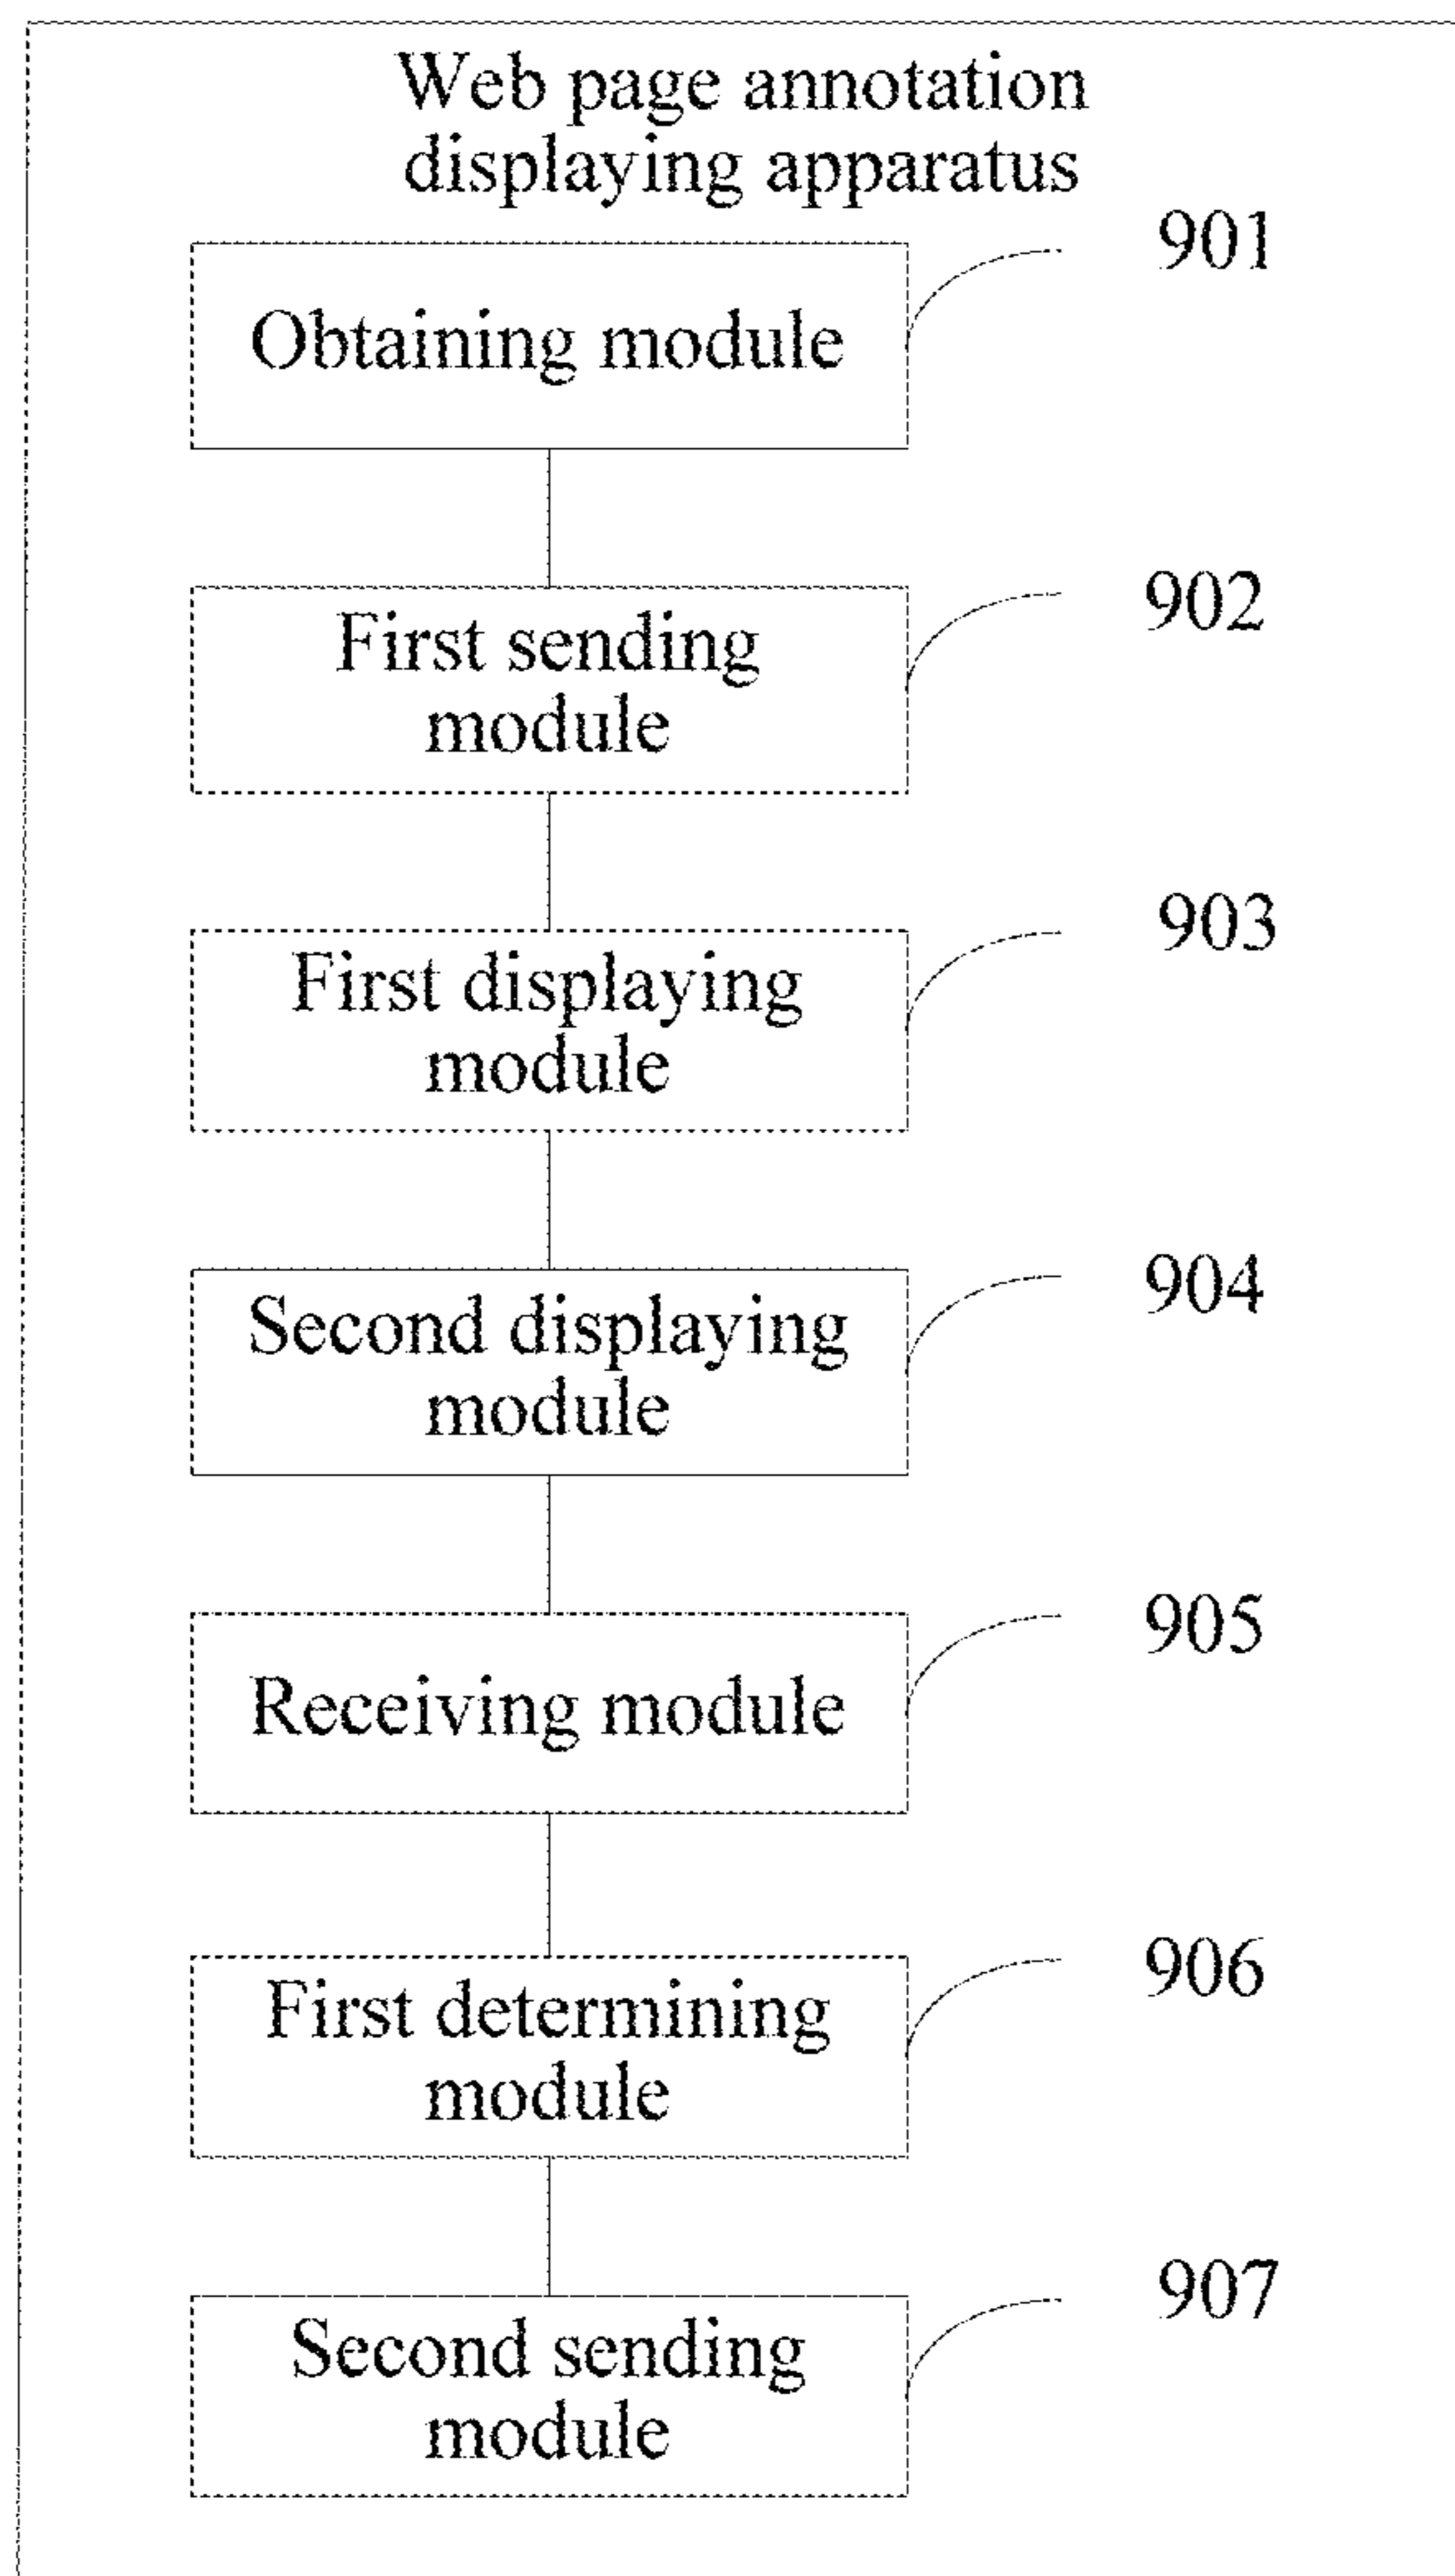 Web page annotation
displaying apparatus
901
Obtaining module
902
First sending
module
903
First displaying
module
904
Second displaying
module
905
Receiving module
906
First determining
module
907
Second sending
module